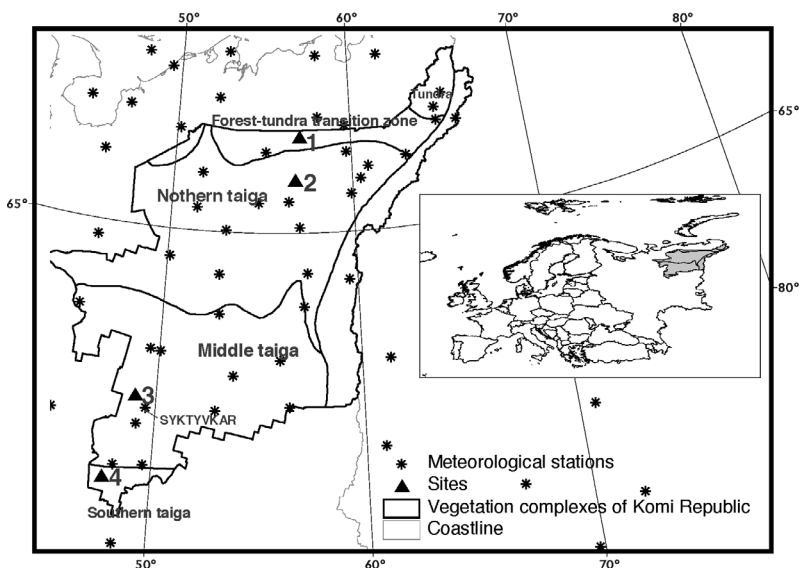 50°
60°
70°
80°
65°
Tundra
Forest-tundra transition zone
1
2
Nothern taiga
65°
80°
Middle taiga
3
SYKTYVKAR
4
Southern taiga
Meteorological stations
Sites
Vegetation complexes of Komi Republic
Coastline
50°
60°
70°